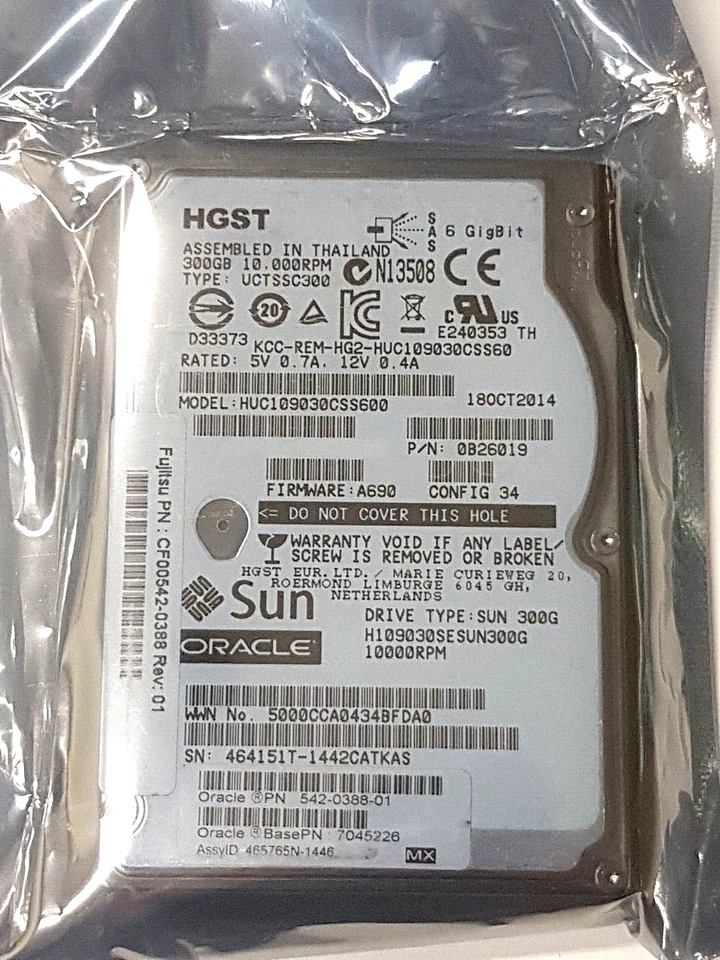 HGST
SAS 6 GigBit
ASSEMBLED IN THAILAND
300GB 10.000RPM N13508 CE
TYPE: UCTSSC300
20
c UR US
D33373 E240353 TH
KCC-REM-HG2-HUC109030CSS60
RATED: 5V 0.7A. 12V 0.4A
MODEL:HUC109030CSS600 18OCT2014
P/N: 0B26019
FIRMWARE:A690 CONFIG 34
<= DO NOT COVER THIS HOLE
WARRANTY VOID IF ANY LABEL/
SCREW IS REMOVED OR BROKEN
HGST EUR.LTD. / MARIE CURIEWEG 20,
ROERMOND LIMBURGE 6045 GH,
NETHERLANDS
Sun
ORACLE
DRIVE TYPE:SUN 300G
H109030SESUN300G
10000RPM
WWN No. 5000CCA0434BFDA0
SN: 464151T-1442CATKAS
Oracle ®PN 542-0388-01
Oracle ®BasePN 7045226
AssyID 465765N-1446
MX
Fujitsu PN : CF00542-0388 Rev: 01